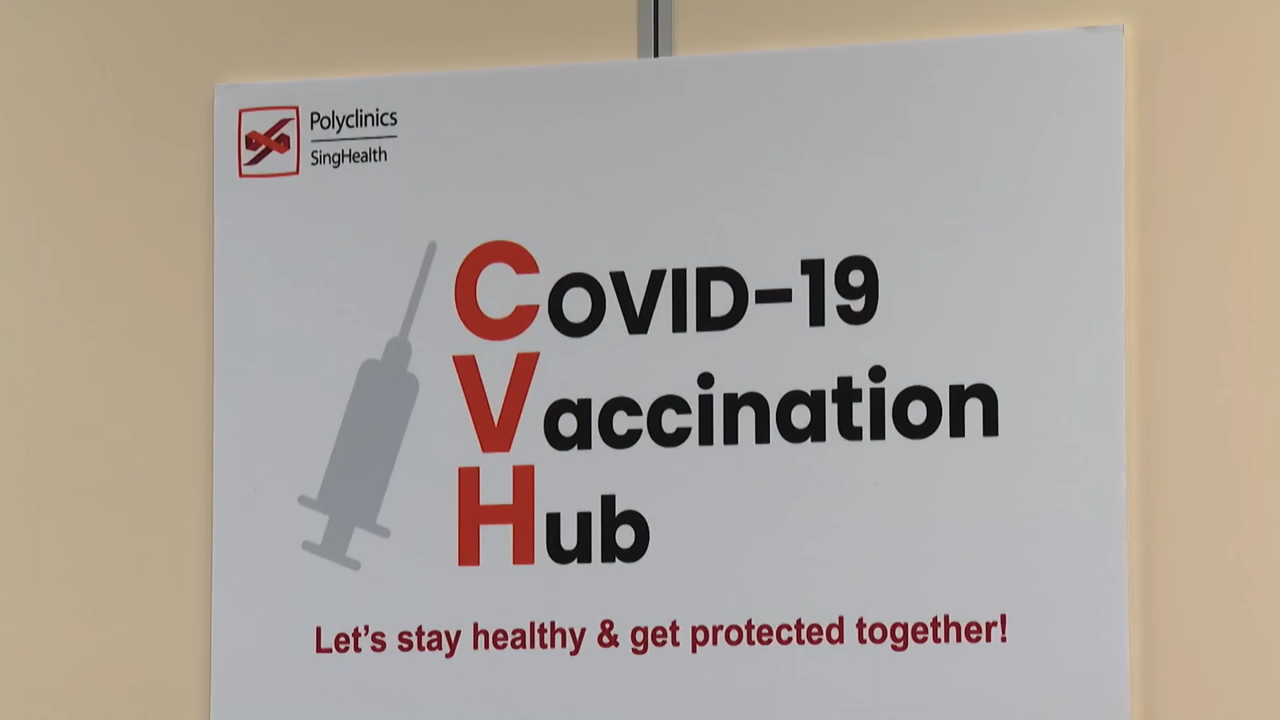 Polyclinics
SingHealth
COVID-19
Vaccination
Hub
Let's stay healthy & get protected together!